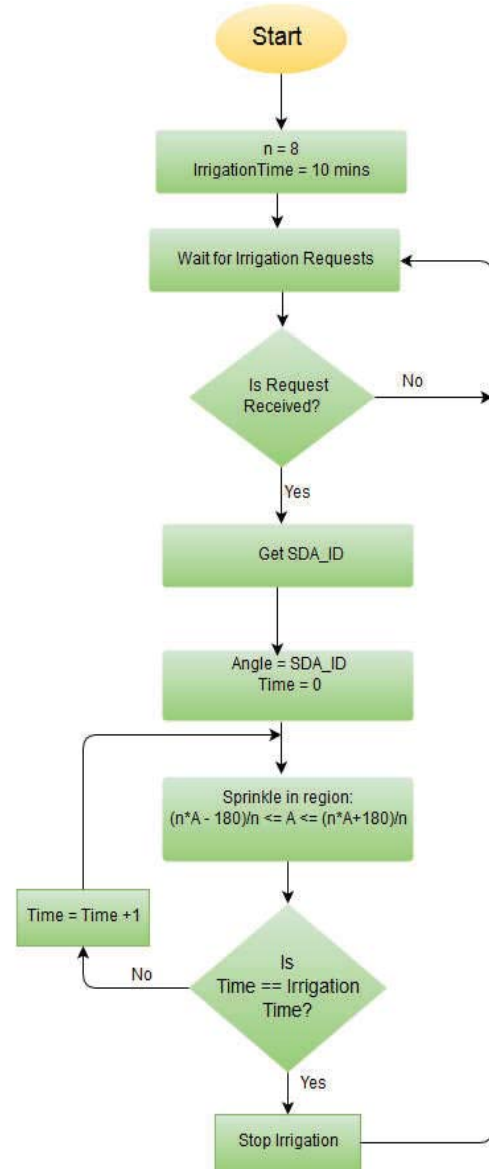 Start
n = 8
IrrigationTime = 10 mins
Wait for Irrigation Requests
Is Request
Received?
No
Yes
Get SDA_ID
Angle = SDA_ID
Time = 0
Sprinkle in region:
(n*A - 180)/n <= A <= (n*A+180)/n
Time = Time +1
No
Is
Time == Irrigation
Time?
Yes
Stop Irrigation